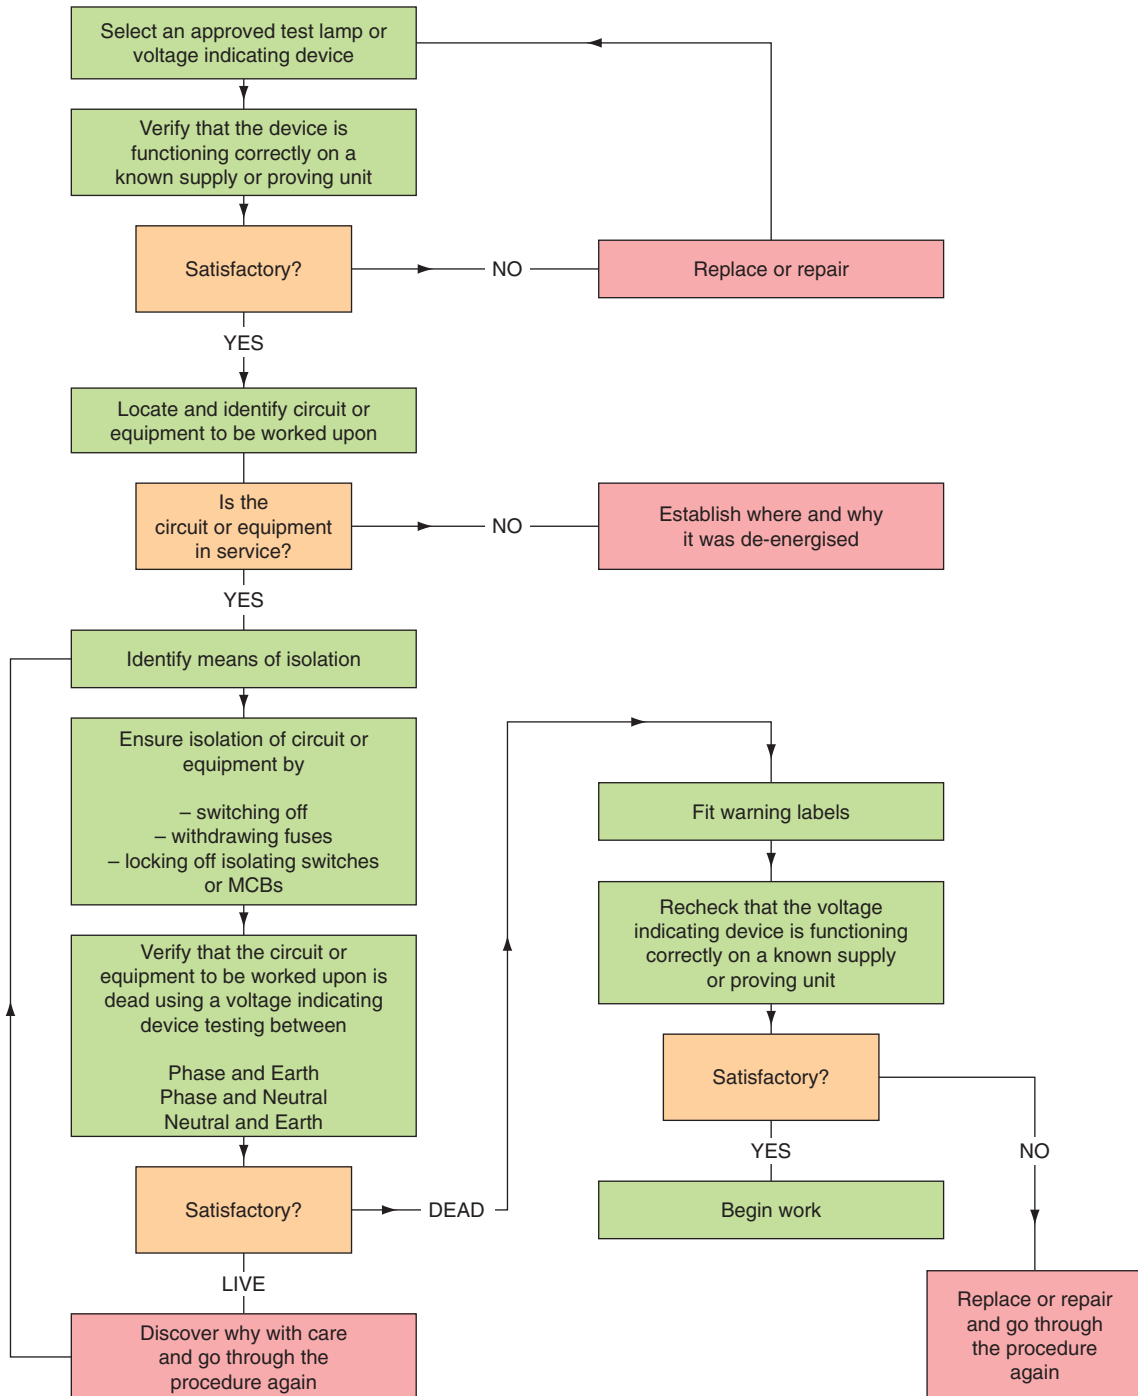 Select an approved test lamp or
voltage indicating device
Verify that the device is
functioning correctly on a
known supply or proving unit
Satisfactory?
NO
Replace or repair
YES
Locate and identify circuit or
equipment to be worked upon
Is the
circuit or equipment
in service?
NO
Establish where and why
it was de-energised
YES
Identify means of isolation
Ensure isolation of circuit or
equipment by
– switching off
– withdrawing fuses
– locking off isolating switches
or MCBs
Verify that the circuit or
equipment to be worked upon is
dead using a voltage indicating
device testing between
Phase and Earth
Phase and Neutral
Neutral and Earth
Satisfactory?
DEAD
LIVE
Discover why with care
and go through the
procedure again
Fit warning labels
Recheck that the voltage
indicating device is functioning
correctly on a known supply
or proving unit
Satisfactory?
YES
NO
Begin work
Replace or repair
and go through
the procedure
again